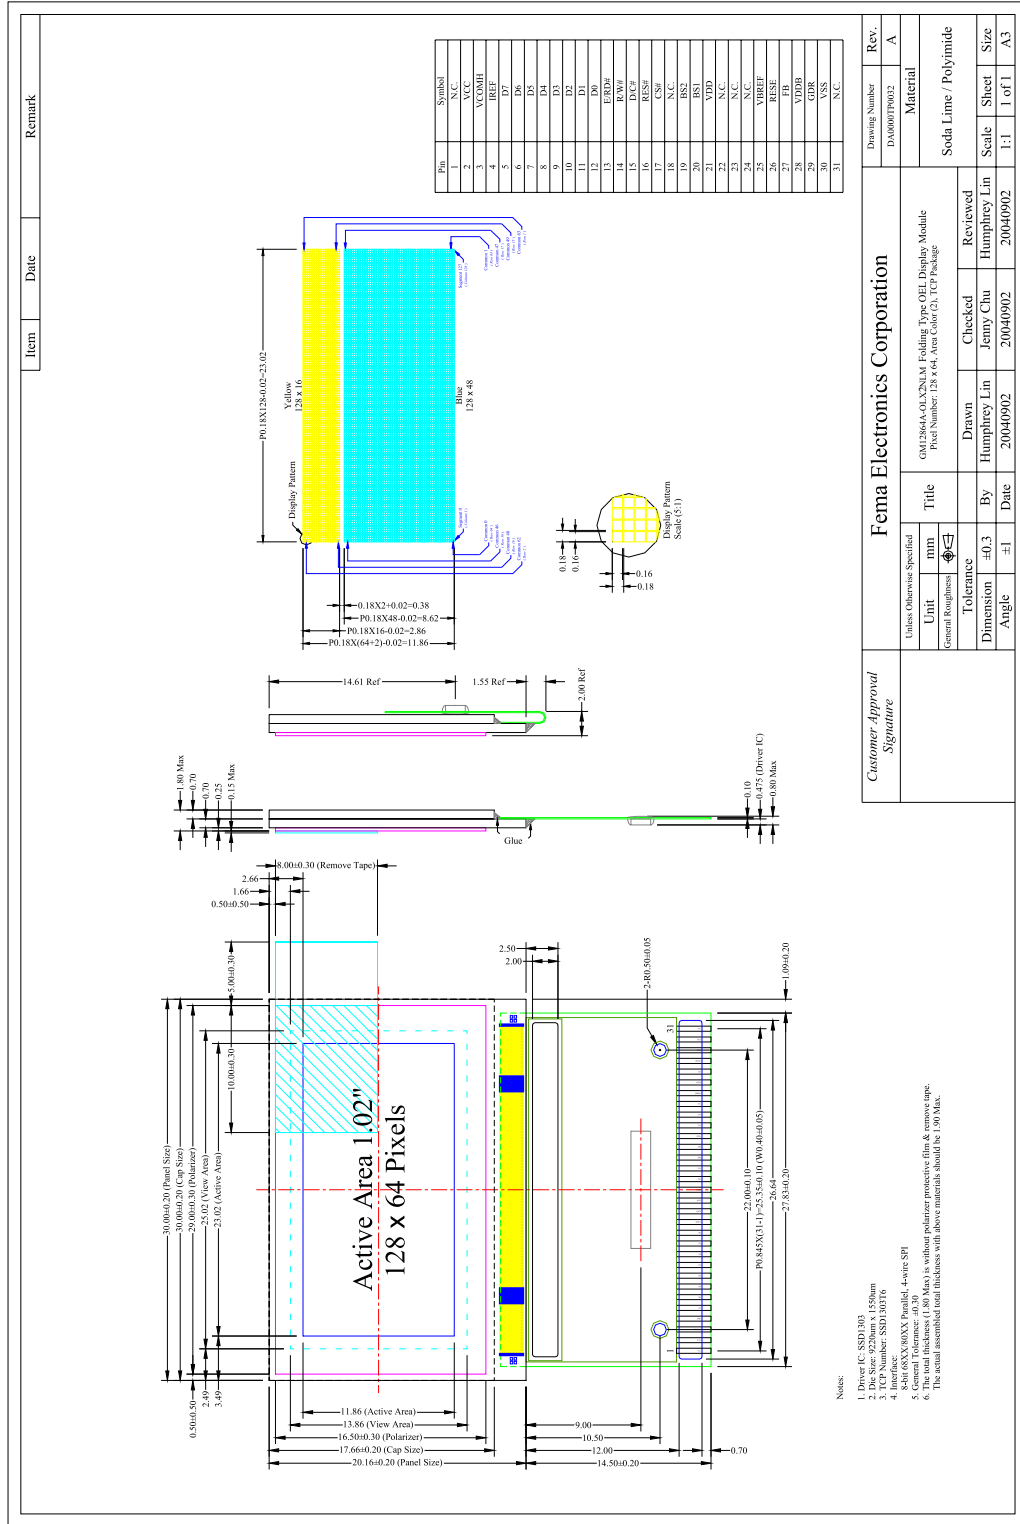 Item Date Remark
Pin Symbol
1 N.C.
2 VCC
3 VCOMH
4 IREF
5 D7
6 D6
7 D5
8 D4
9 D3
10 D2
11 D1
12 D0
13 E/RD#
14 R/W#
15 D/C#
16 RES#
17 CS#
18 N.C.
19 BS2
20 BS1
21 VDD
22 N.C.
23 N.C.
24 N.C.
25 VBREF
26 RESE
27 FB
28 VDDB
29 GDR
30 VSS
31 N.C.
P0.18X128-0.02=23.02
Display Pattern
Yellow
128 x 16
Blue
128 x 48
0.18X2+0.02=0.38
P0.18X48-0.02=8.62
P0.18X16-0.02=2.86
P0.18X(64+2)-0.02=11.86
0.18
0.16
0.16
0.18
Display Pattern
Scale (5:1)
14.61 Ref
1.55 Ref
2.00 Ref
1.80 Max
0.70
0.70
0.25
0.15 Max
Glue
0.10
0.475 (Driver IC)
0.80 Max
8.00±0.30 (Remove Tape)
2.66
1.66
0.50±0.50
5.00±0.30
10.00±0.30
30.00±0.20 (Panel Size)
30.00±0.20 (Cap Size)
29.00±0.30 (Polarizer)
25.02 (View Area)
23.02 (Active Area)
0.50±0.50
2.49
3.49
Active Area 1.02"
128 x 64 Pixels
11.86 (Active Area)
13.86 (View Area)
16.50±0.30 (Polarizer)
17.66±0.20 (Cap Size)
20.16±0.20 (Panel Size)
2.50
2.00
2-R0.50±0.05
1.09±0.20
1
31
22.00±0.10
P0.845X(31-1)=25.35±0.10 (W0.40±0.05)
26.64
27.83±0.20
9.00
10.50
12.00
14.50±0.20
0.70
Notes:
1. Driver IC: SSD1303
2. Die Size: 9220um x 1550um
3. TCP Number: SSD1303T6
4. Interface:
8-bit 68XX/80XX Parallel, 4-wire SPI
5. General Tolerance: ±0.30
6. The total thickness (1.80 Max) is without polarizer protective film & remove tape.
The actual assembled total thickness with above materials should be 1.90 Max.
Customer Approval
Signature
Fema Electronics Corporation
Drawing Number Rev.
DA0000TP0032 A
Unless Otherwise Specified
Unit mm
General Roughness
Tolerance
Dimension ±0.3
Angle ±1
Title
GM12864A-OLX2NLM Folding Type OEL Display Module
Pixel Number: 128 x 64, Area Color (2), TCP Package
Material
Soda Lime / Polyimide
Drawn Checked Reviewed
By Humphrey Lin Jenny Chu Humphrey Lin
Date 20040902 20040902 20040902
Scale Sheet Size
1:1 1 of 1 A3